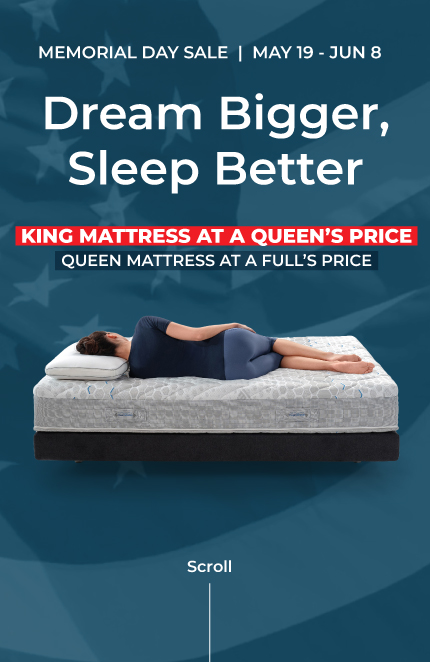 MEMORIAL DAY SALE | MAY 19 - JUN 8
Dream Bigger,
Sleep Better
KING MATTRESS AT A QUEEN’S PRICE
QUEEN MATTRESS AT A FULL’S PRICE
Scroll